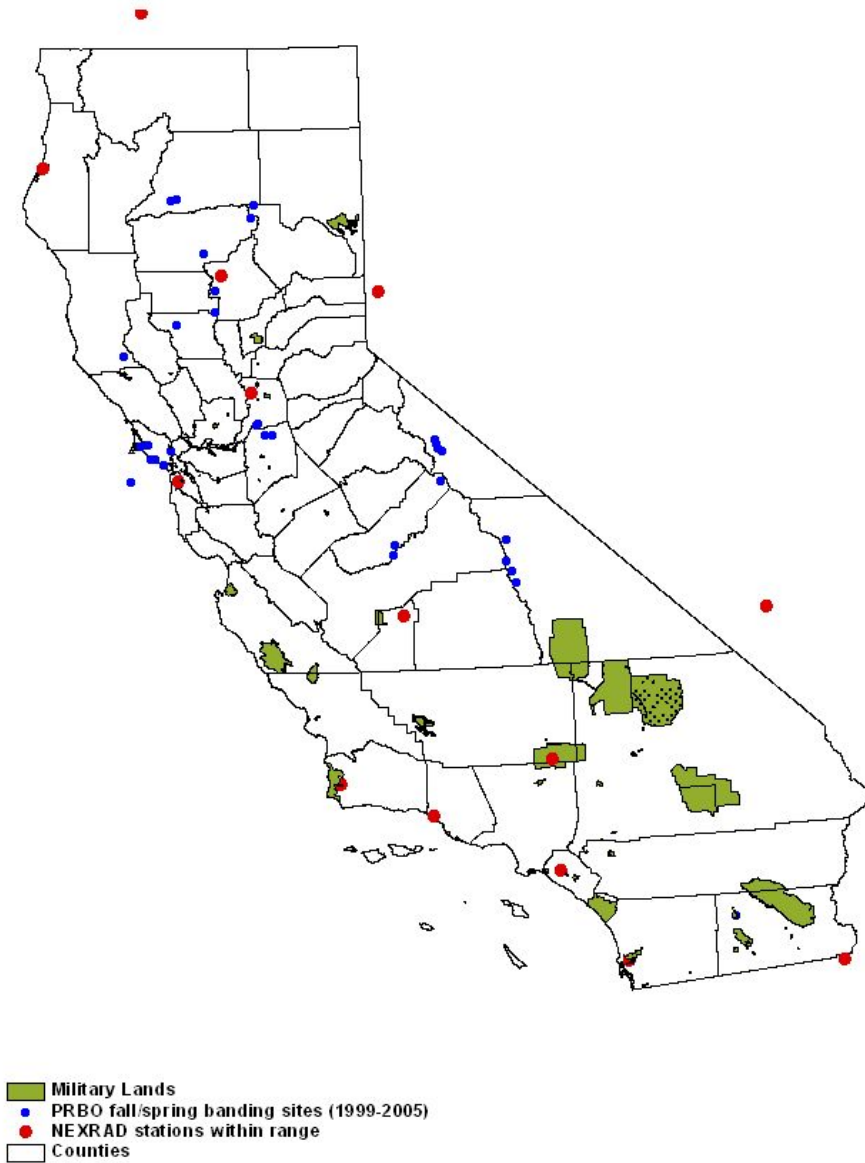 Military Lands
PRBO fall/spring banding sites (1999-2005)
NEXRAD stations within range
Counties